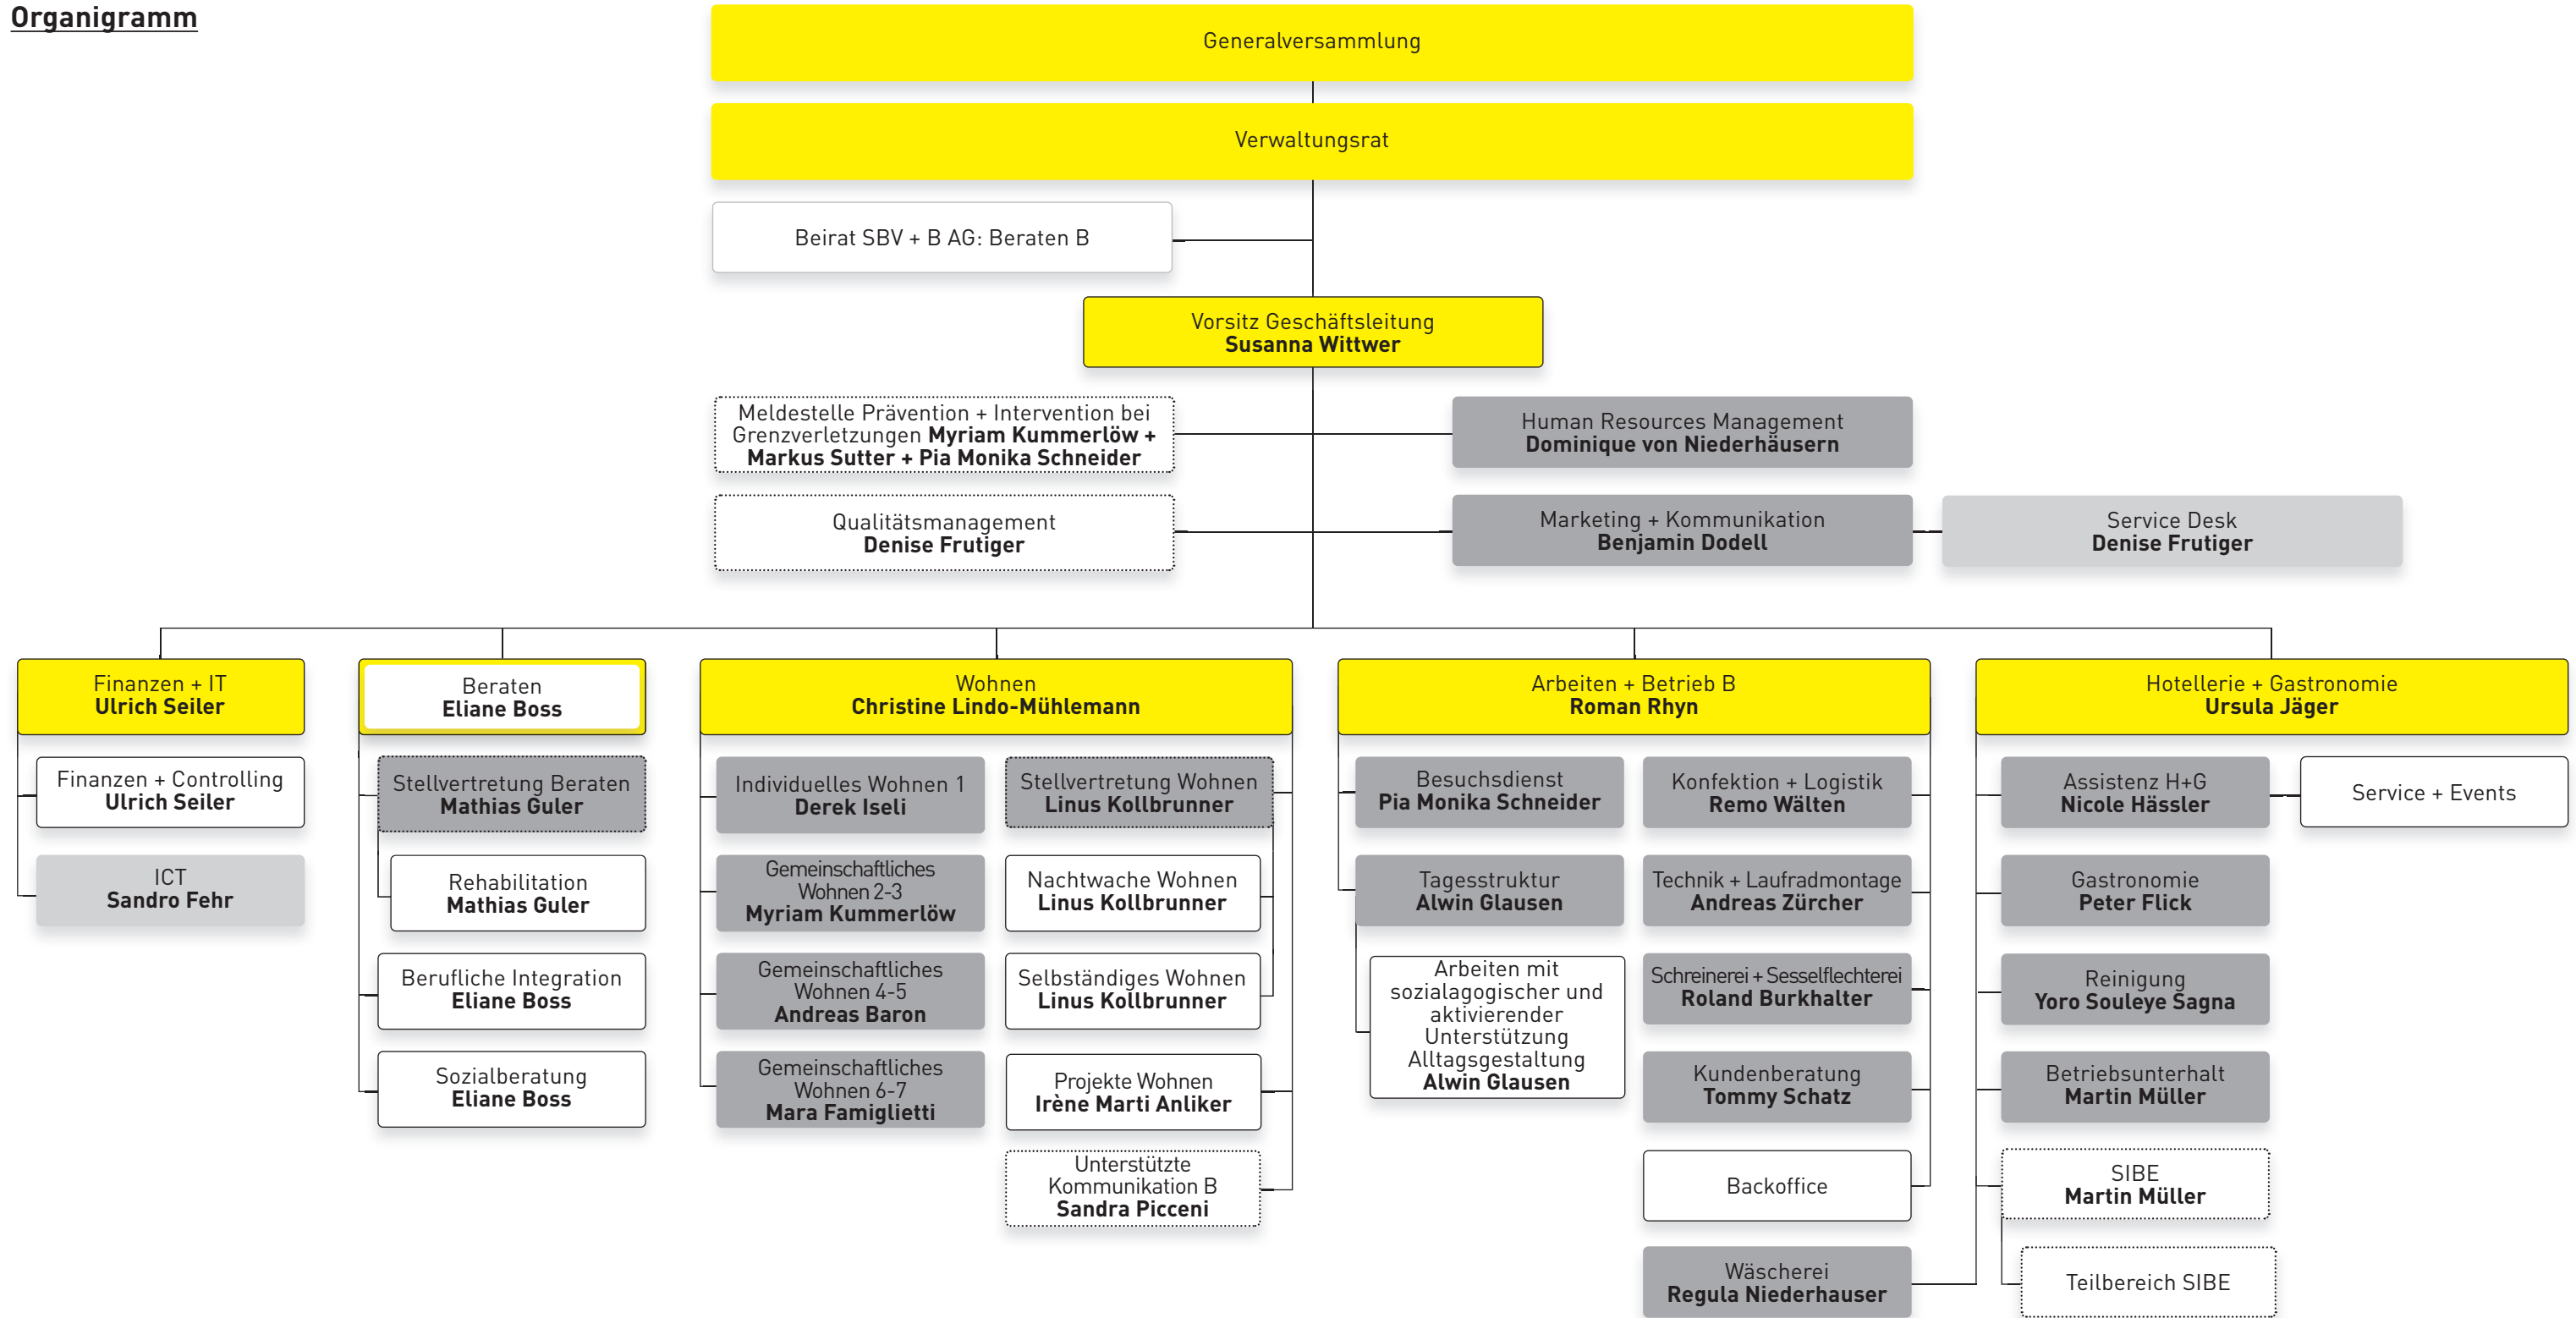 Organigramm
Generalversammlung
Verwaltungsrat
Beirat SBV + B AG: Beraten B
Vorsitz Geschäftsleitung
Susanna Wittwer
Meldestelle Prävention + Intervention bei
Grenzverletzungen Myriam Kummerlöw +
Markus Sutter + Pia Monika Schneider
Human Resources Management
Dominique von Niederhäusern
Qualitätsmanagement
Denise Frutiger
Marketing + Kommunikation
Benjamin Dodell
Service Desk
Denise Frutiger
Finanzen + IT
Ulrich Seiler
Finanzen + Controlling
Ulrich Seiler
ICT
Sandro Fehr
Beraten
Eliane Boss
Stellvertretung Beraten
Mathias Guler
Rehabilitation
Mathias Guler
Berufliche Integration
Eliane Boss
Sozialberatung
Eliane Boss
Wohnen
Christine Lindo-Mühlemann
Individuelles Wohnen 1
Derek Iseli
Gemeinschaftliches
Wohnen 2-3
Myriam Kummerlöw
Gemeinschaftliches
Wohnen 4-5
Andreas Baron
Gemeinschaftliches
Wohnen 6-7
Mara Famiglietti
Stellvertretung Wohnen
Linus Kollbrunner
Nachtwache Wohnen
Linus Kollbrunner
Selbständiges Wohnen
Linus Kollbrunner
Projekte Wohnen
Irène Marti Anliker
Unterstützte
Kommunikation B
Sandra Picceni
Arbeiten + Betrieb B
Roman Rhyn
Besuchsdienst
Pia Monika Schneider
Tagesstruktur
Alwin Glausen
Arbeiten mit
sozialagogischer und
aktivierender
Unterstützung
Alltagsgestaltung
Alwin Glausen
Konfektion + Logistik
Remo Wälten
Technik + Laufradmontage
Andreas Zürcher
Schreinerei + Sesselflechterei
Roland Burkhalter
Kundenberatung
Tommy Schatz
Backoffice
Wäscherei
Regula Niederhauser
Hotellerie + Gastronomie
Ursula Jäger
Assistenz H+G
Nicole Hässler
Service + Events
Gastronomie
Peter Flick
Reinigung
Yoro Souleye Sagna
Betriebsunterhalt
Martin Müller
SIBE
Martin Müller
Teilbereich SIBE